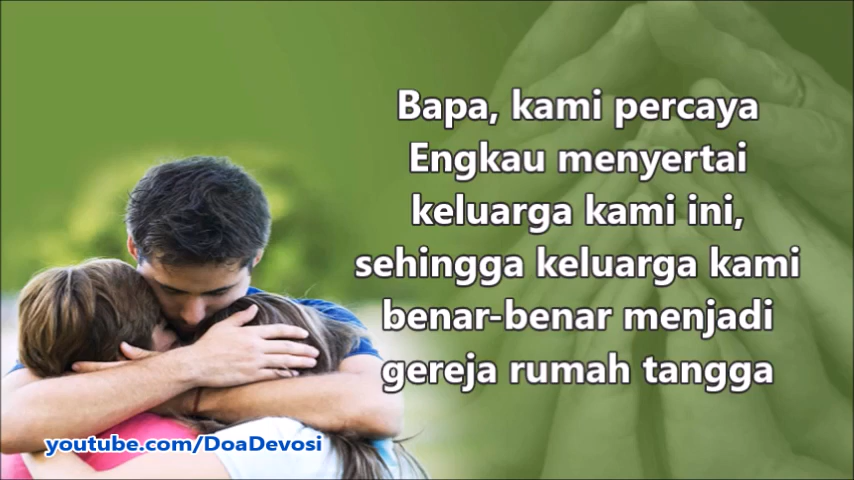 Bapa, kami percaya
Engkau menyertai
keluarga kami ini,
sehingga keluarga kami
benar-benar menjadi
gereja rumah tangga
youtube.com/DoaDevosi